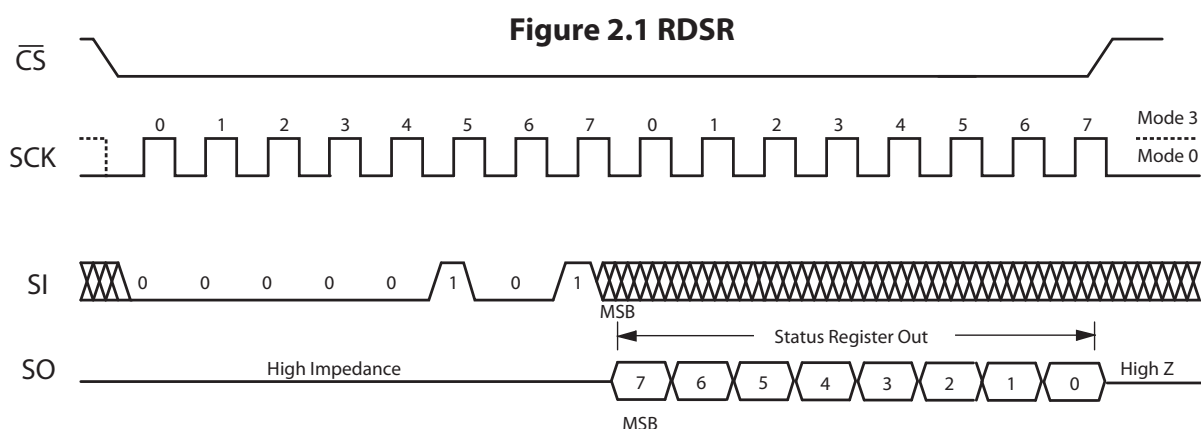 Figure 2.1 RDSR
CS
0 1 2 3 4 5 6 7 0 1 2 3 4 5 6 7
Mode 3
SCK
Mode 0
SI
0 0 0 0 0 1 0 1
MSB
Status Register Out
SO
High Impedance
7 6 5 4 3 2 1 0
High Z
MSB